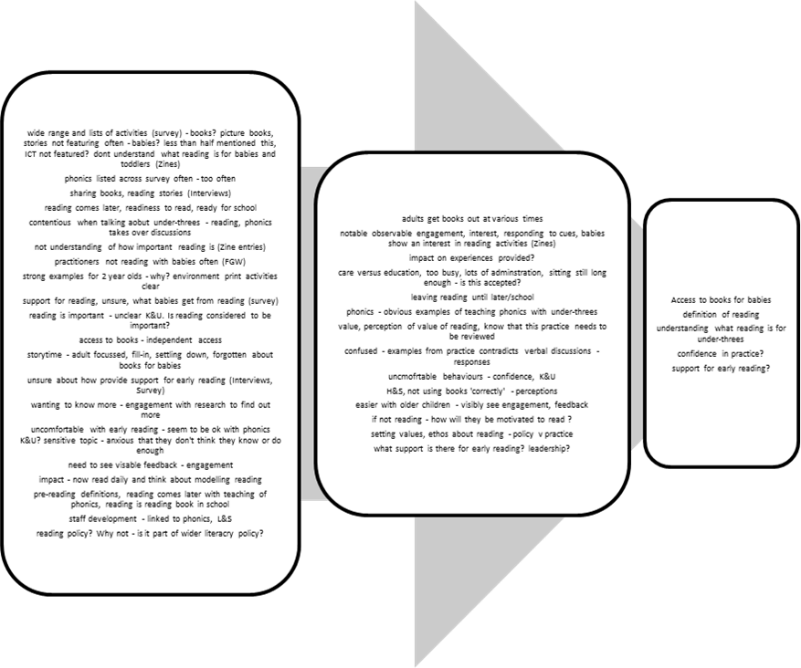 wide range and lists of activities (survey) - books? picture books,
stories not featuring often - babies? less than half mentioned this,
ICT not featured? dont understand what reading is for babies and
toddlers (Zines)
phonics listed across survey often - too often
sharing books, reading stories (Interviews)
reading comes later, readiness to read, ready for school
contentious when talking aobut under-threes - reading, phonics
takes over discussions
not understanding of how important reading is (Zine entries)
practitioners not reading with babies often (FGW)
strong examples for 2 year olds - why? environment print activities
clear
support for reading, unsure, what babies get from reading (survey)
reading is important - unclear K&U. Is reading considered to be
important?
access to books - independent access
storytime - adult focussed, fill-in, setting down, forgotten about
books for babies
unsure about how provide support for early reading (Interviews,
Survey)
wanting to know more - engagement with research to find out
more
uncomfortable with early reading - seem to be ok with phonics
K&U? sensitive topic - anxious that they don't think they know or do
enough
need to see visable feedback - engagement
impact - now read daily and think about modelling reading
pre-reading definitions, reading comes later with teaching of
phonics, reading is reading book in school
staff development - linked to phonics, L&S
reading policy? Why not - is it part of wider literacy policy?
adults get books out at various times
notable observable engagement, interest, responding to cues, babies
show an interest in reading activities (Zines)
impact on experiences provided?
care versus education, too busy, lots of adminstration, sitting still long
enough - is this accepted?
leaving reading until later/school
phonics - obvious examples of teaching phonics with under-threes
value, perception of value of reading, know that this practice needs to
be reviewed
confused - examples from practice contradicts verbal discussions -
responses
uncmofrtable behaviours - confidence, K&U
H&S, not using books 'correctly' - perceptions
easier with older children - visibly see engagement, feedback
if not reading - how will they be motivated to read ?
setting values, ethos about reading - policy v practice
what support is there for early reading? leadership?
Access to books for babies
definition of reading
understanding what reading is for
under-threes
confidence in practice?
support for early reading?